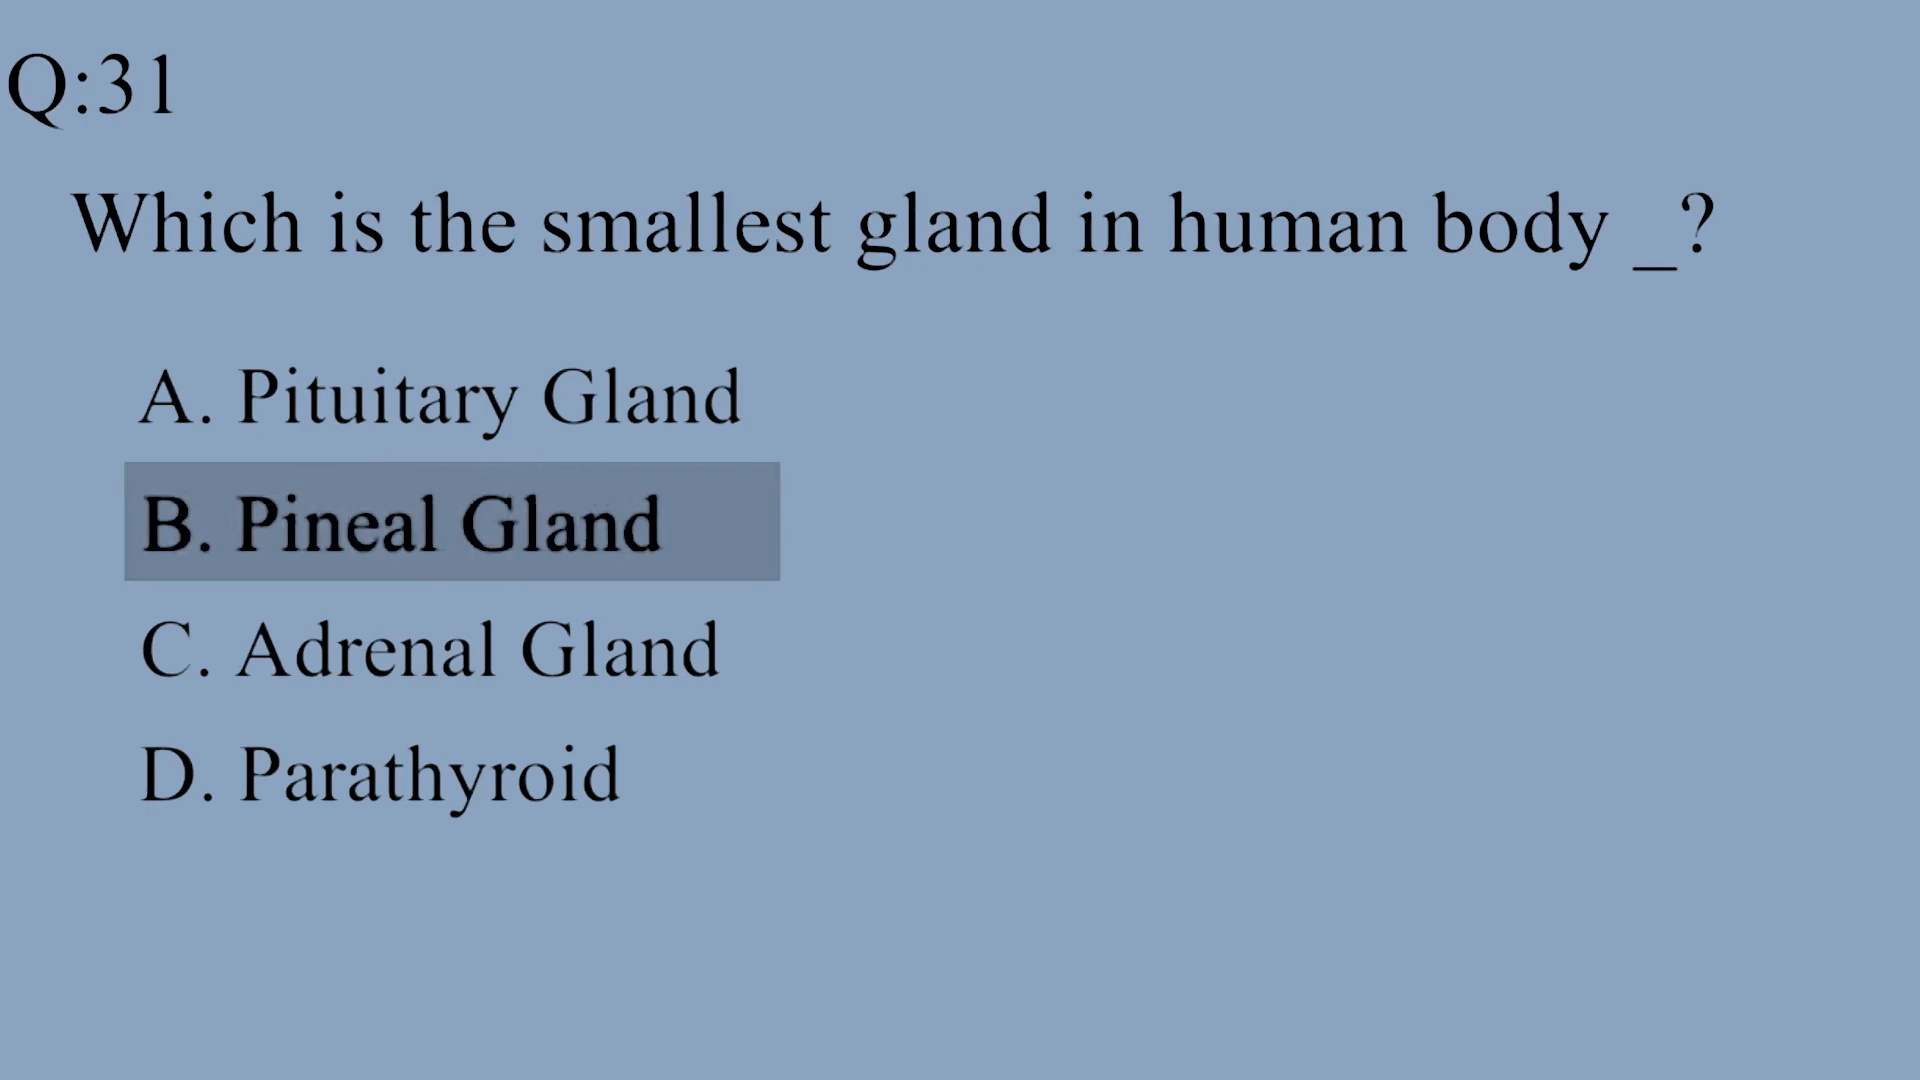 Q:31
Which is the smallest gland in human body _?
A. Pituitary Gland
B. Pineal Gland
C. Adrenal Gland
D. Parathyroid